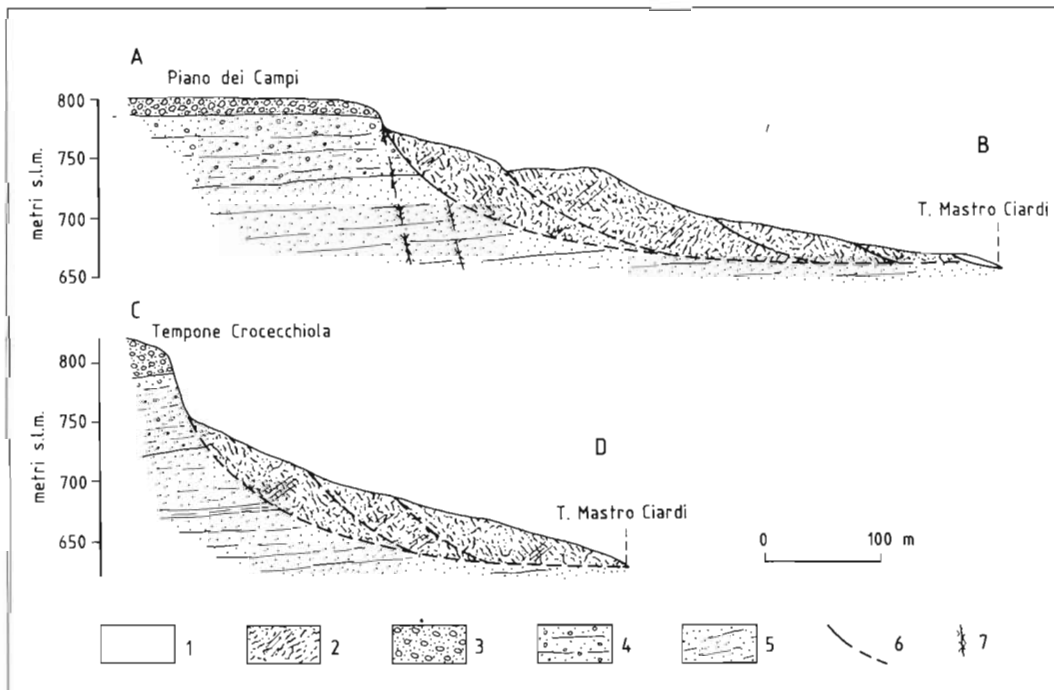 A
Piano dei Campi
800
750
700
650
metri s.l.m.
B
T. Mastro Ciardi
C
Tempone Crocecchiola
800
750
700
650
metri s.l.m.
D
T. Mastro Ciardi
0 100 m
1 2 3 4 5 6 7